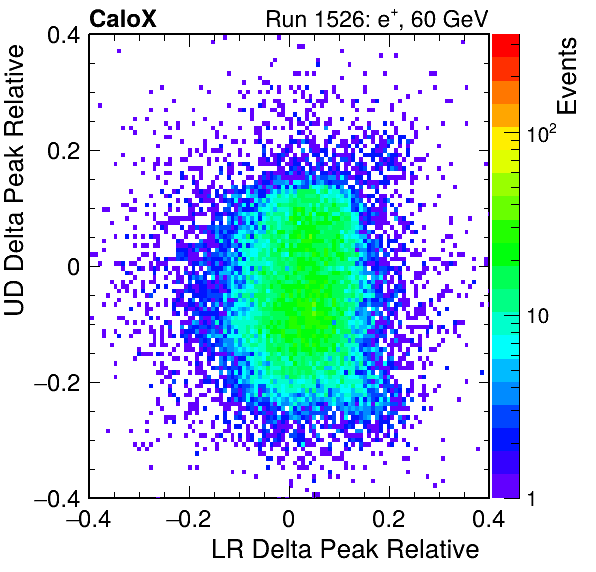 CaloX Run 1526: e+, 60 GeV
UD Delta Peak Relative
0.4
0.2
0
−0.2
−0.4
−0.4 −0.2 0 0.2 0.4
LR Delta Peak Relative
Events
10²
10
1